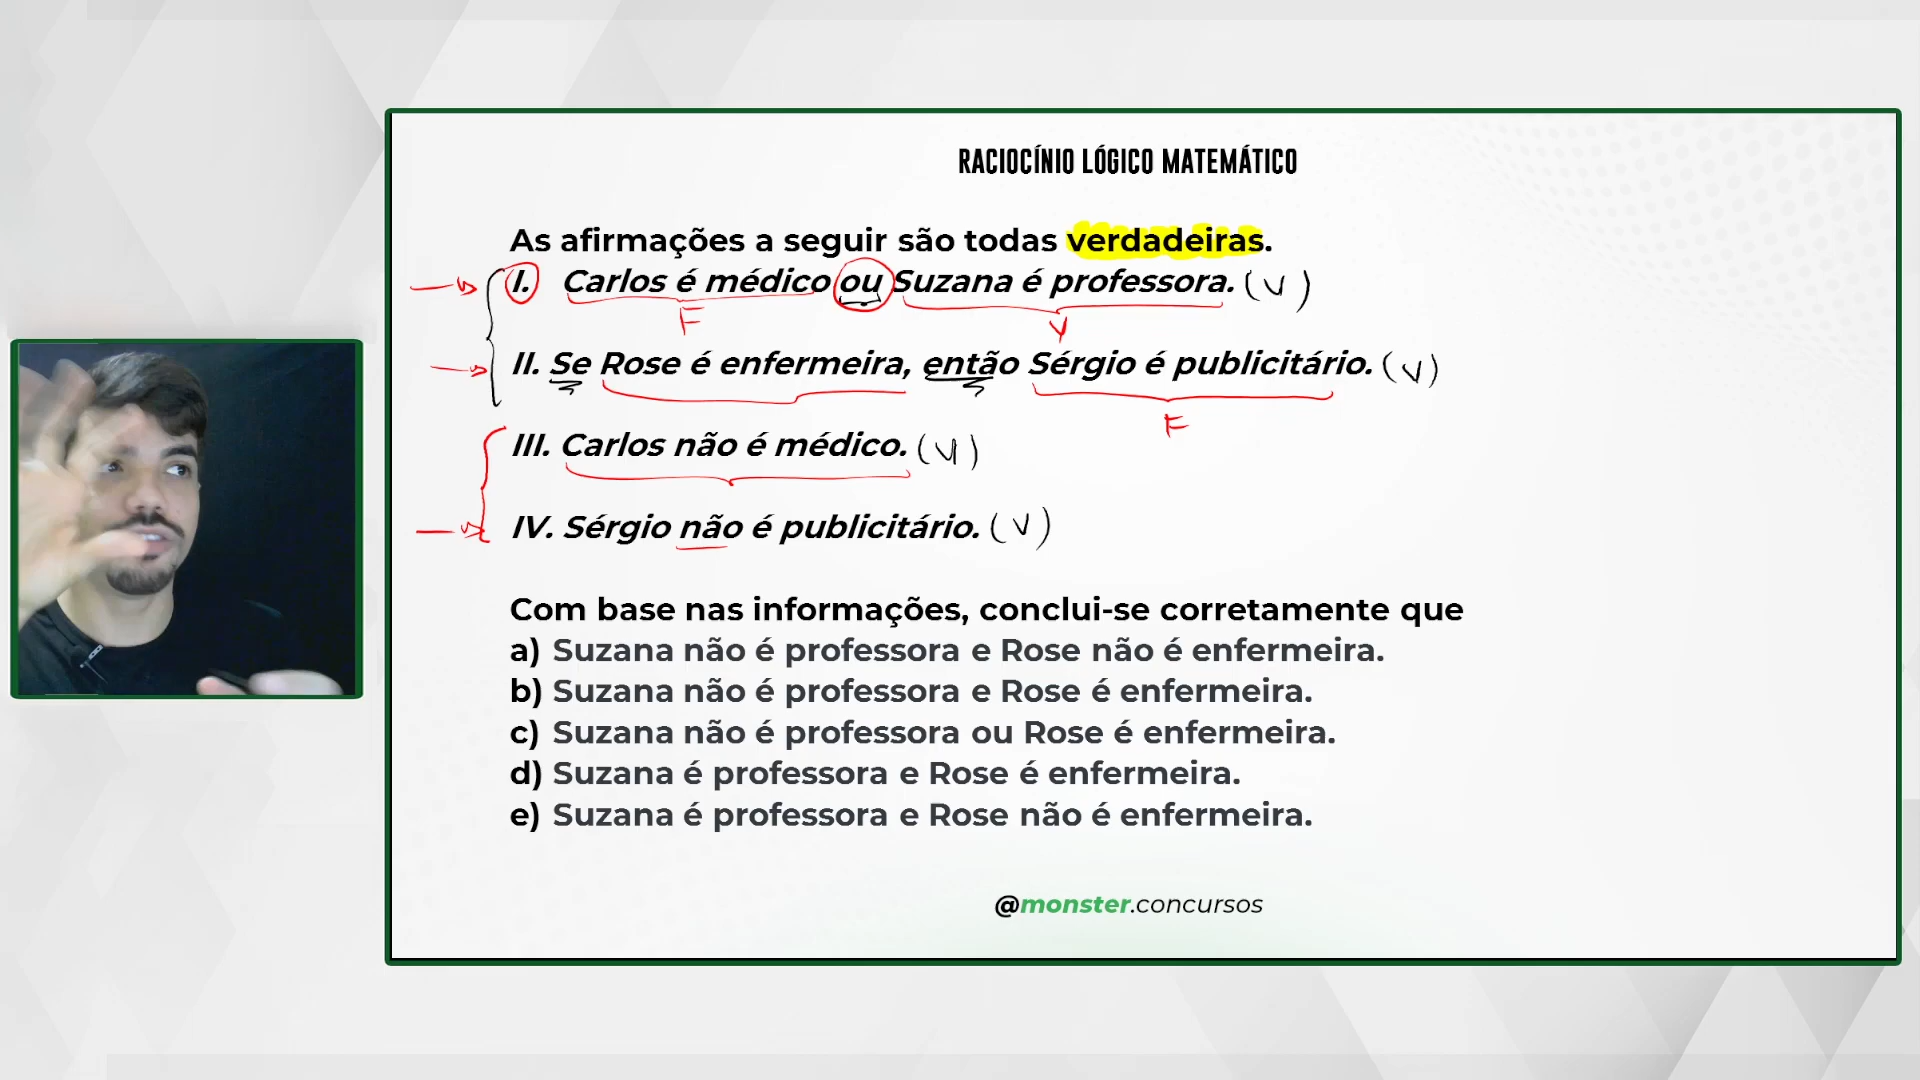 RACIOCÍNIO LÓGICO MATEMÁTICO
As afirmações a seguir são todas verdadeiras.
I. Carlos é médico ou Suzana é professora. (V)
F V
II. Se Rose é enfermeira, então Sérgio é publicitário. (V)
F
III. Carlos não é médico. (V)
IV. Sérgio não é publicitário. (V)
Com base nas informações, conclui-se corretamente que
a) Suzana não é professora e Rose não é enfermeira.
b) Suzana não é professora e Rose é enfermeira.
c) Suzana não é professora ou Rose é enfermeira.
d) Suzana é professora e Rose é enfermeira.
e) Suzana é professora e Rose não é enfermeira.
@monster.concursos